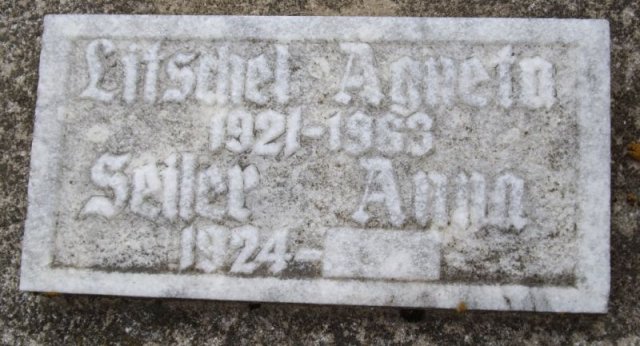 Litschel Agneta
1921-1963
Seiler Anna
1924-